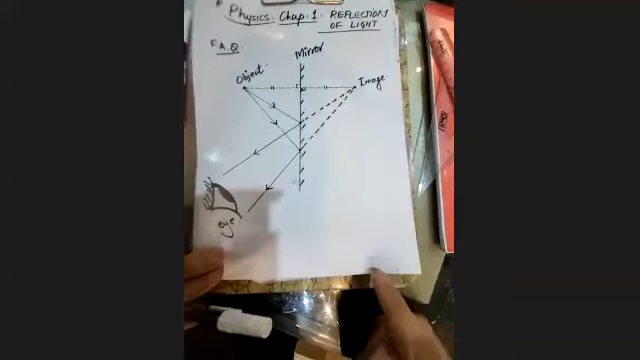 Physics. Chap. 1. REFLECTIONS
OF LIGHT.
F.A.Q
Mirror
Object
Image
eye